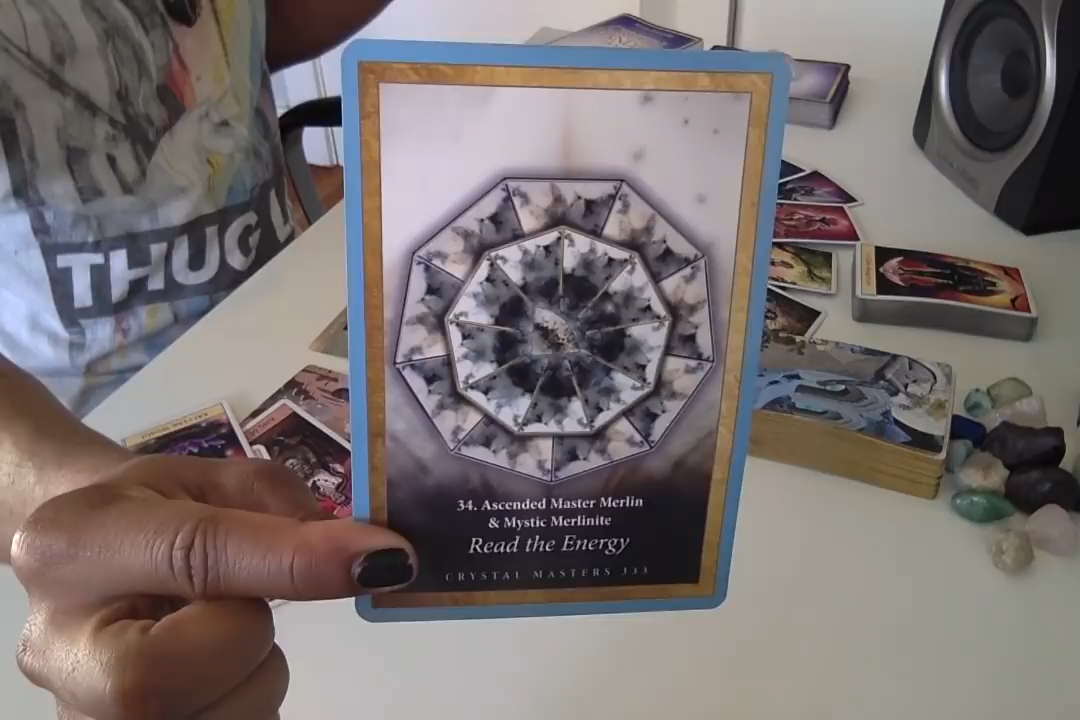 THUG L
34. Ascended Master Merlin
& Mystic Merlinite
Read the Energy
CRYSTAL MASTERS 333